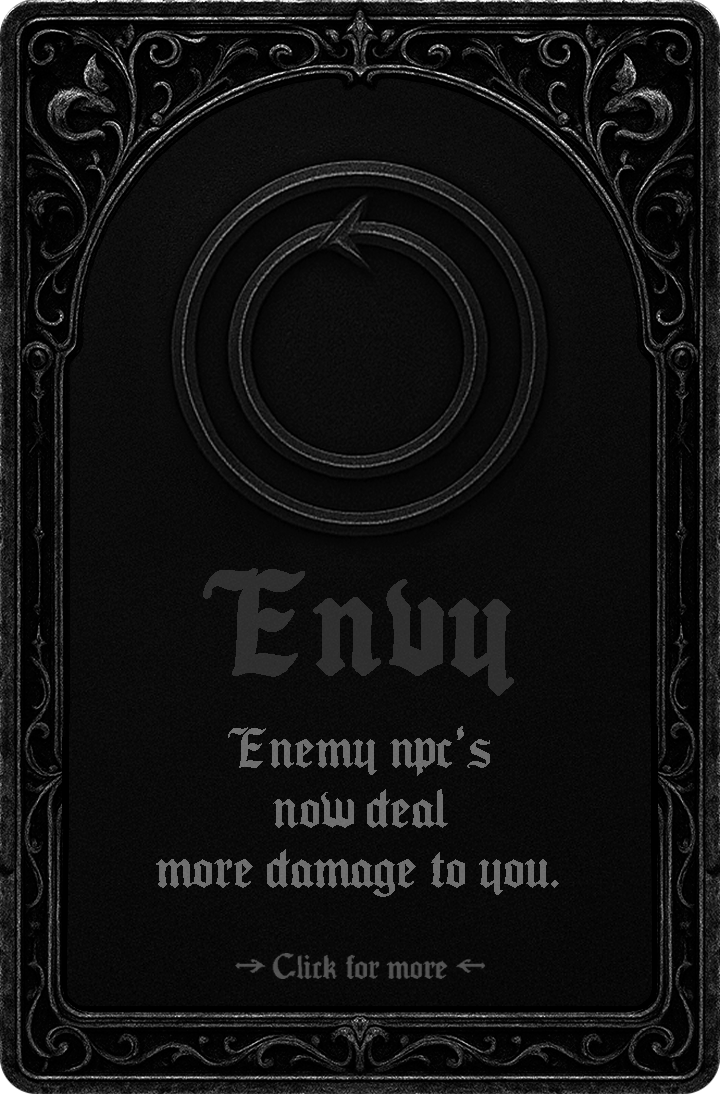 Envy
Enemy npc's
now deal
more damage to you.
→ Click for more ←